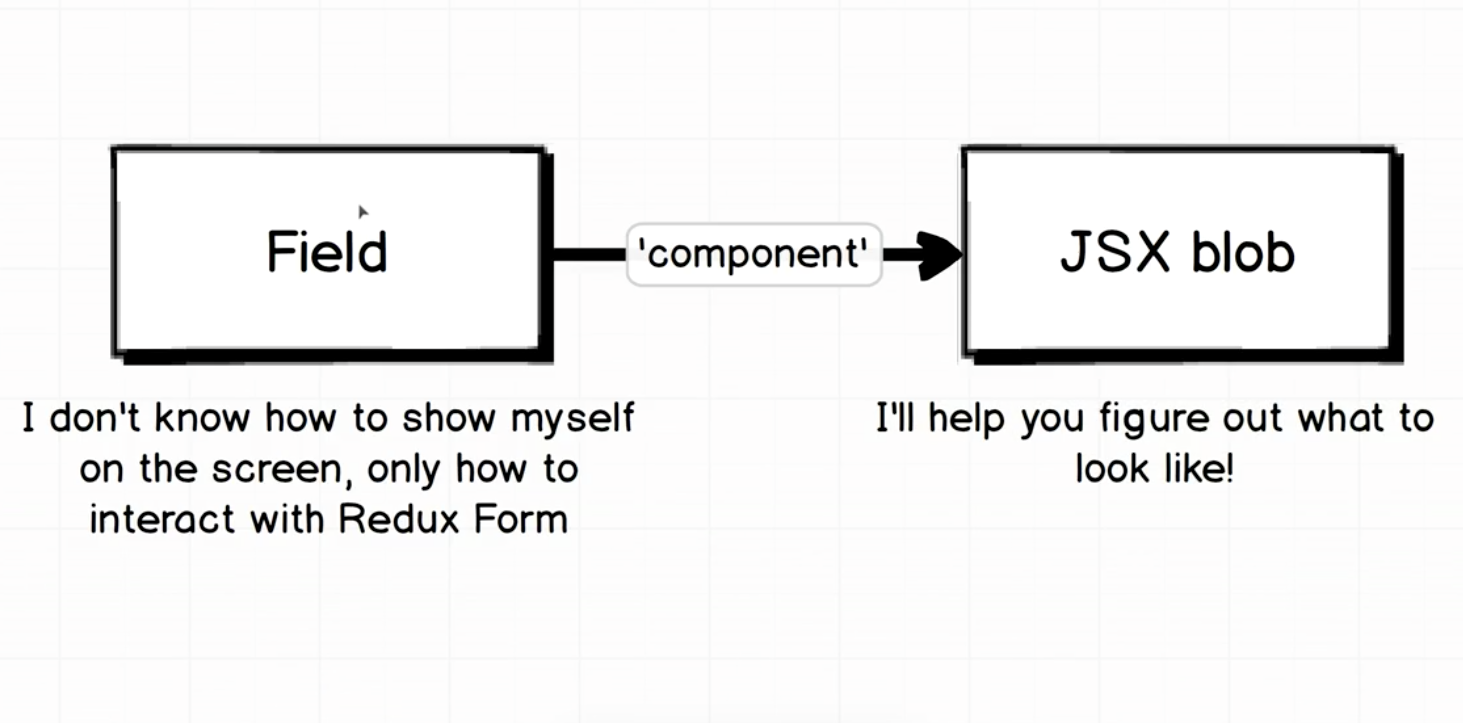 Field
'component'
JSX blob
I don't know how to show myself
on the screen, only how to
interact with Redux Form
I'll help you figure out what to
look like!